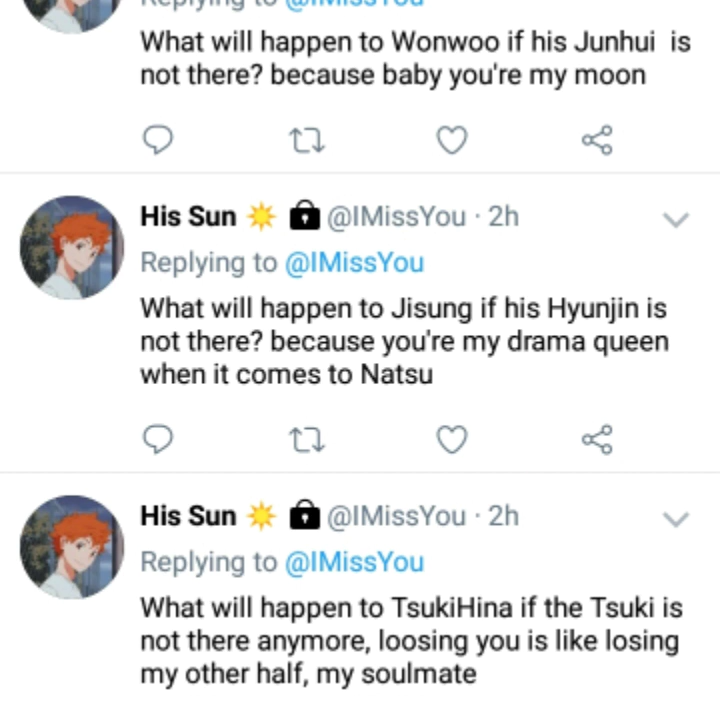 Replying to @IMissYou
What will happen to Wonwoo if his Junhui is
not there? because baby you're my moon
His Sun ☀️ 🔒 @IMissYou · 2h
Replying to @IMissYou
What will happen to Jisung if his Hyunjin is
not there? because you're my drama queen
when it comes to Natsu
His Sun ☀️ 🔒 @IMissYou · 2h
Replying to @IMissYou
What will happen to TsukiHina if the Tsuki is
not there anymore, loosing you is like losing
my other half, my soulmate